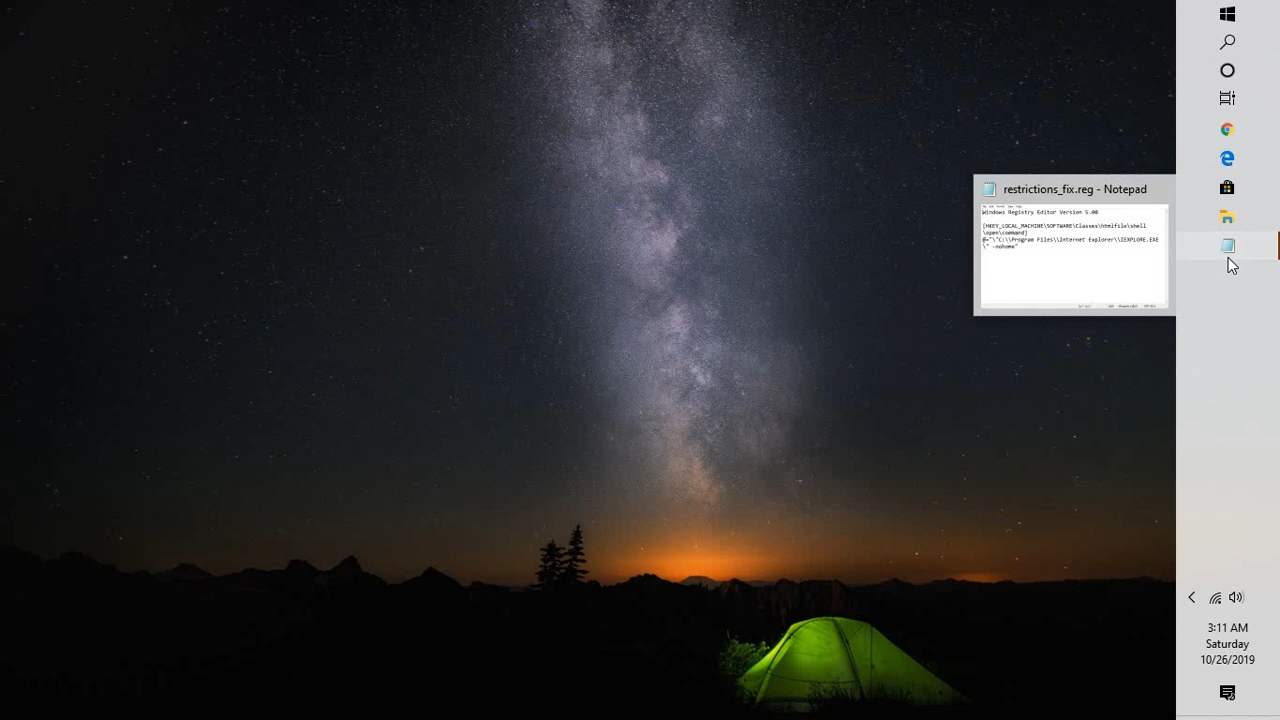 restrictions_fix.reg - Notepad
Windows Registry Editor Version 5.00
[HKEY_LOCAL_MACHINE\SOFTWARE\Classes\htmlfile\shell
\open\command]
@="\"C:\\Program Files\\Internet Explorer\\IEXPLORE.EXE
\" -nohome"
3:11 AM
Saturday
10/26/2019